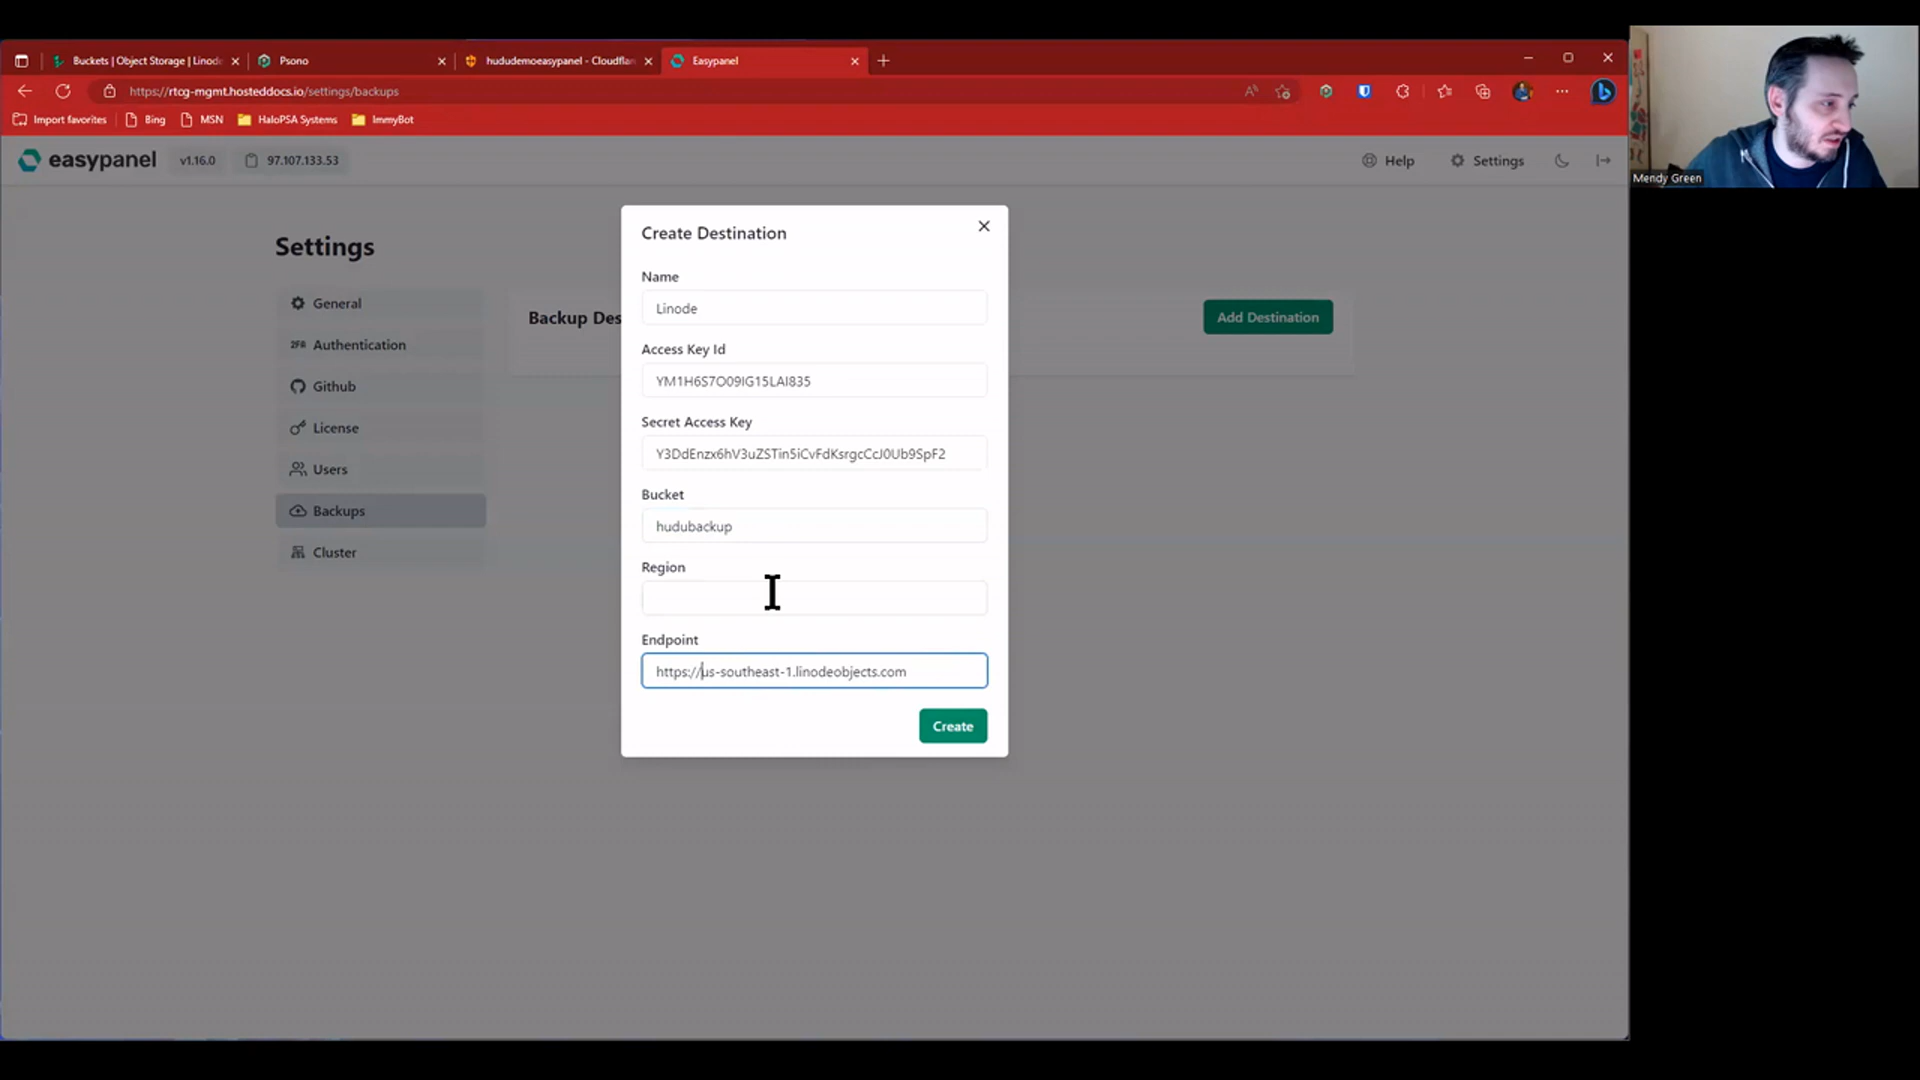 Buckets | Object Storage | Linode
Psono
hududemoeasypanel - Cloudflar
Easypanel
https://rtcg-mgmt.hosteddocs.io/settings/backups
Import favorites
Bing
MSN
HaloPSA Systems
ImmyBot
easypanel
v1.16.0
97.107.133.53
Help
Settings
Mendy Green
Settings
General
2FA Authentication
Github
License
Users
Backups
Cluster
Backup Des
Add Destination
Create Destination
Name
Linode
Access Key Id
YM1H6S7O09IG15LAI835
Secret Access Key
Y3DdEnzx6hV3uZSTin5iCvFdKsrgcCcJ0Ub9SpF2
Bucket
hudubackup
Region
Endpoint
https://us-southeast-1.linodeobjects.com
Create